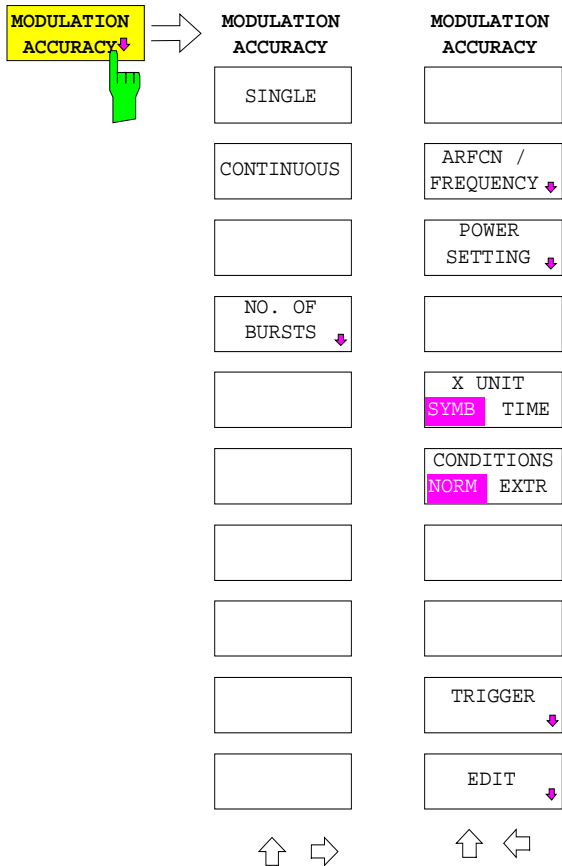 MODULATION
ACCURACY
MODULATION
ACCURACY
SINGLE
CONTINUOUS
NO. OF
BURSTS
MODULATION
ACCURACY
ARFCN /
FREQUENCY
POWER
SETTING
X UNIT
SYMB TIME
CONDITIONS
NORM EXTR
TRIGGER
EDIT